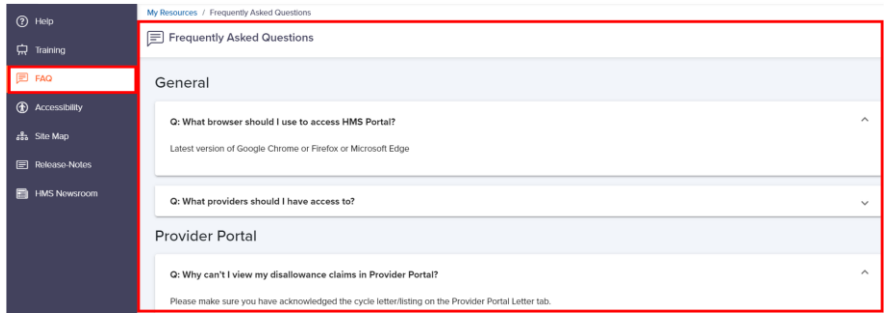 Help
Training
FAQ
Accessibility
Site Map
Release-Notes
HMS Newsroom
My Resources / Frequently Asked Questions
Frequently Asked Questions
General
Q: What browser should I use to access HMS Portal?
Latest version of Google Chrome or Firefox or Microsoft Edge
Q: What providers should I have access to?
Provider Portal
Q: Why can't I view my disallowance claims in Provider Portal?
Please make sure you have acknowledged the cycle letter/listing on the Provider Portal Letter tab.